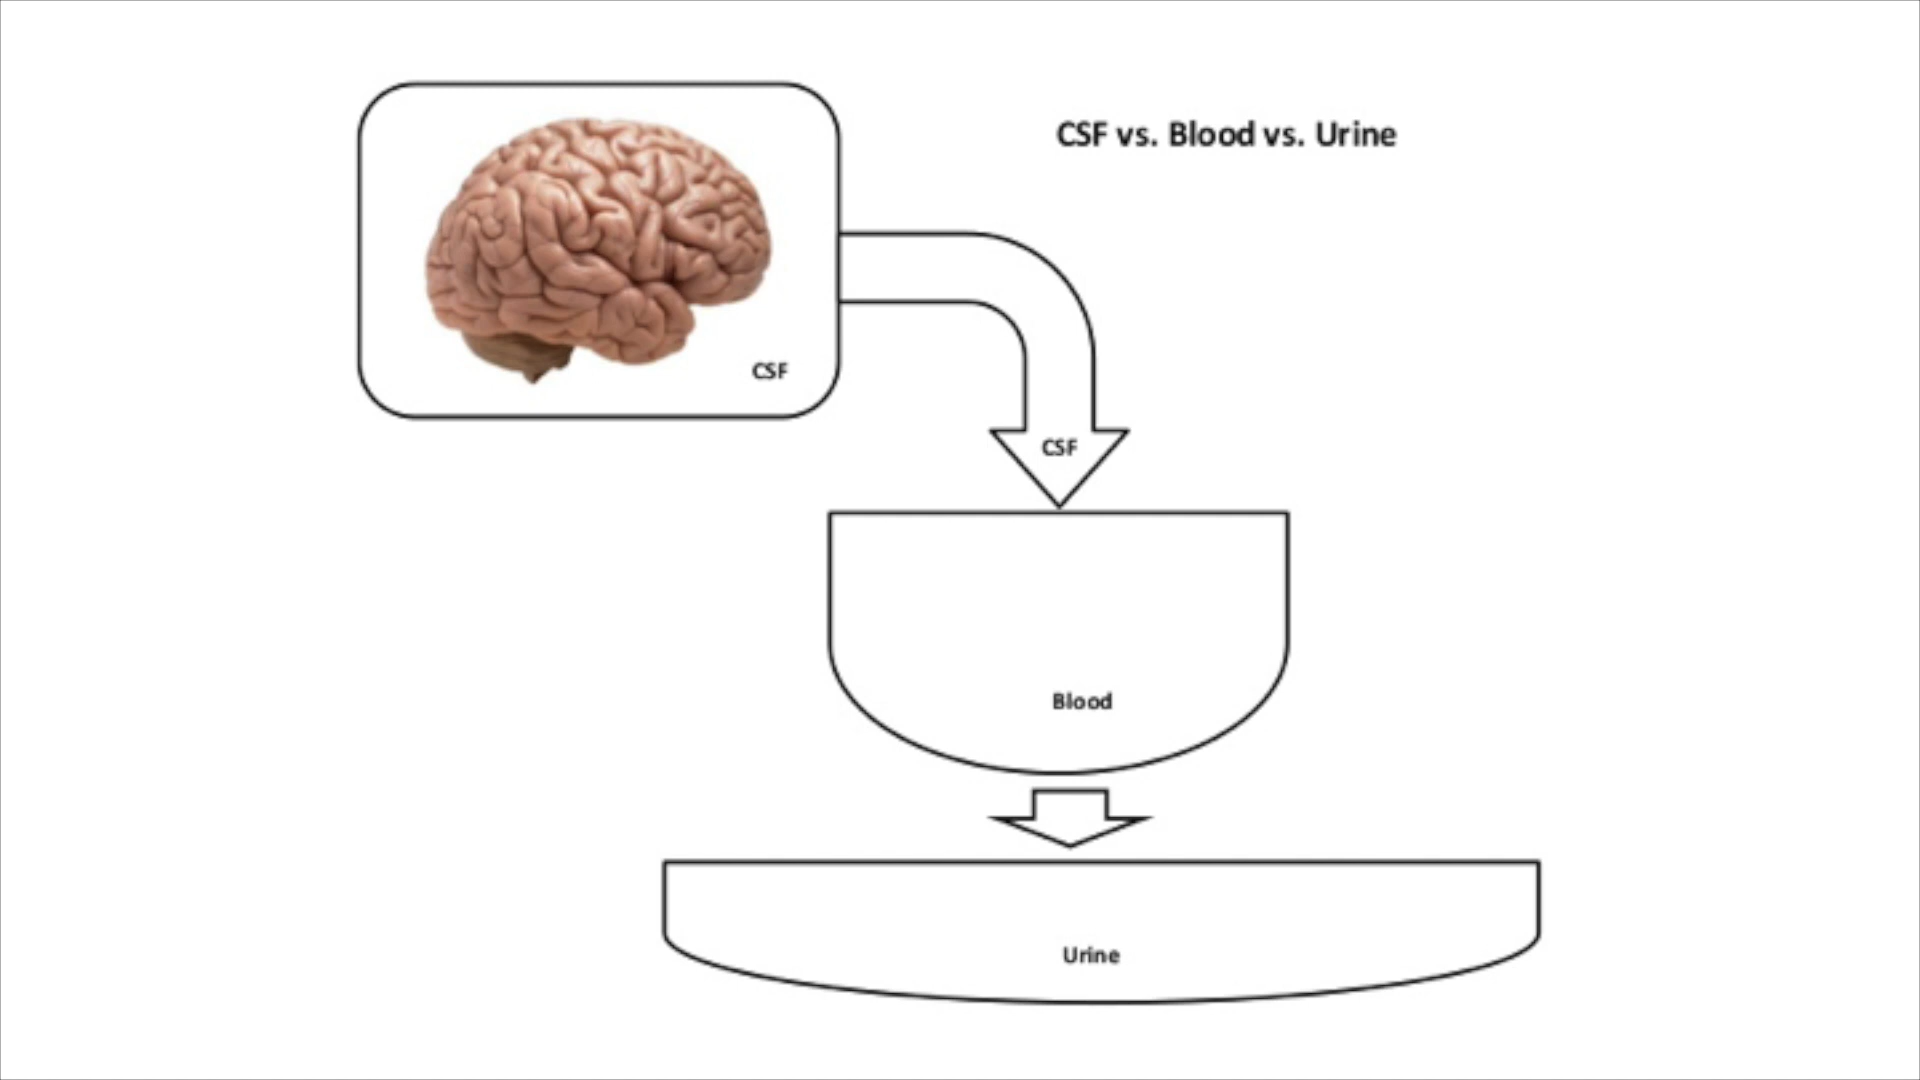 CSF vs. Blood vs. Urine
CSF
CSF
Blood
Urine